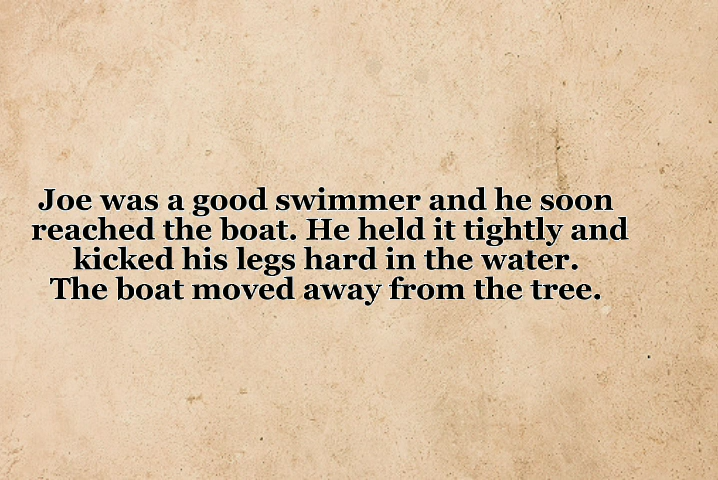 Joe was a good swimmer and he soon
reached the boat. He held it tightly and
kicked his legs hard in the water.
The boat moved away from the tree.